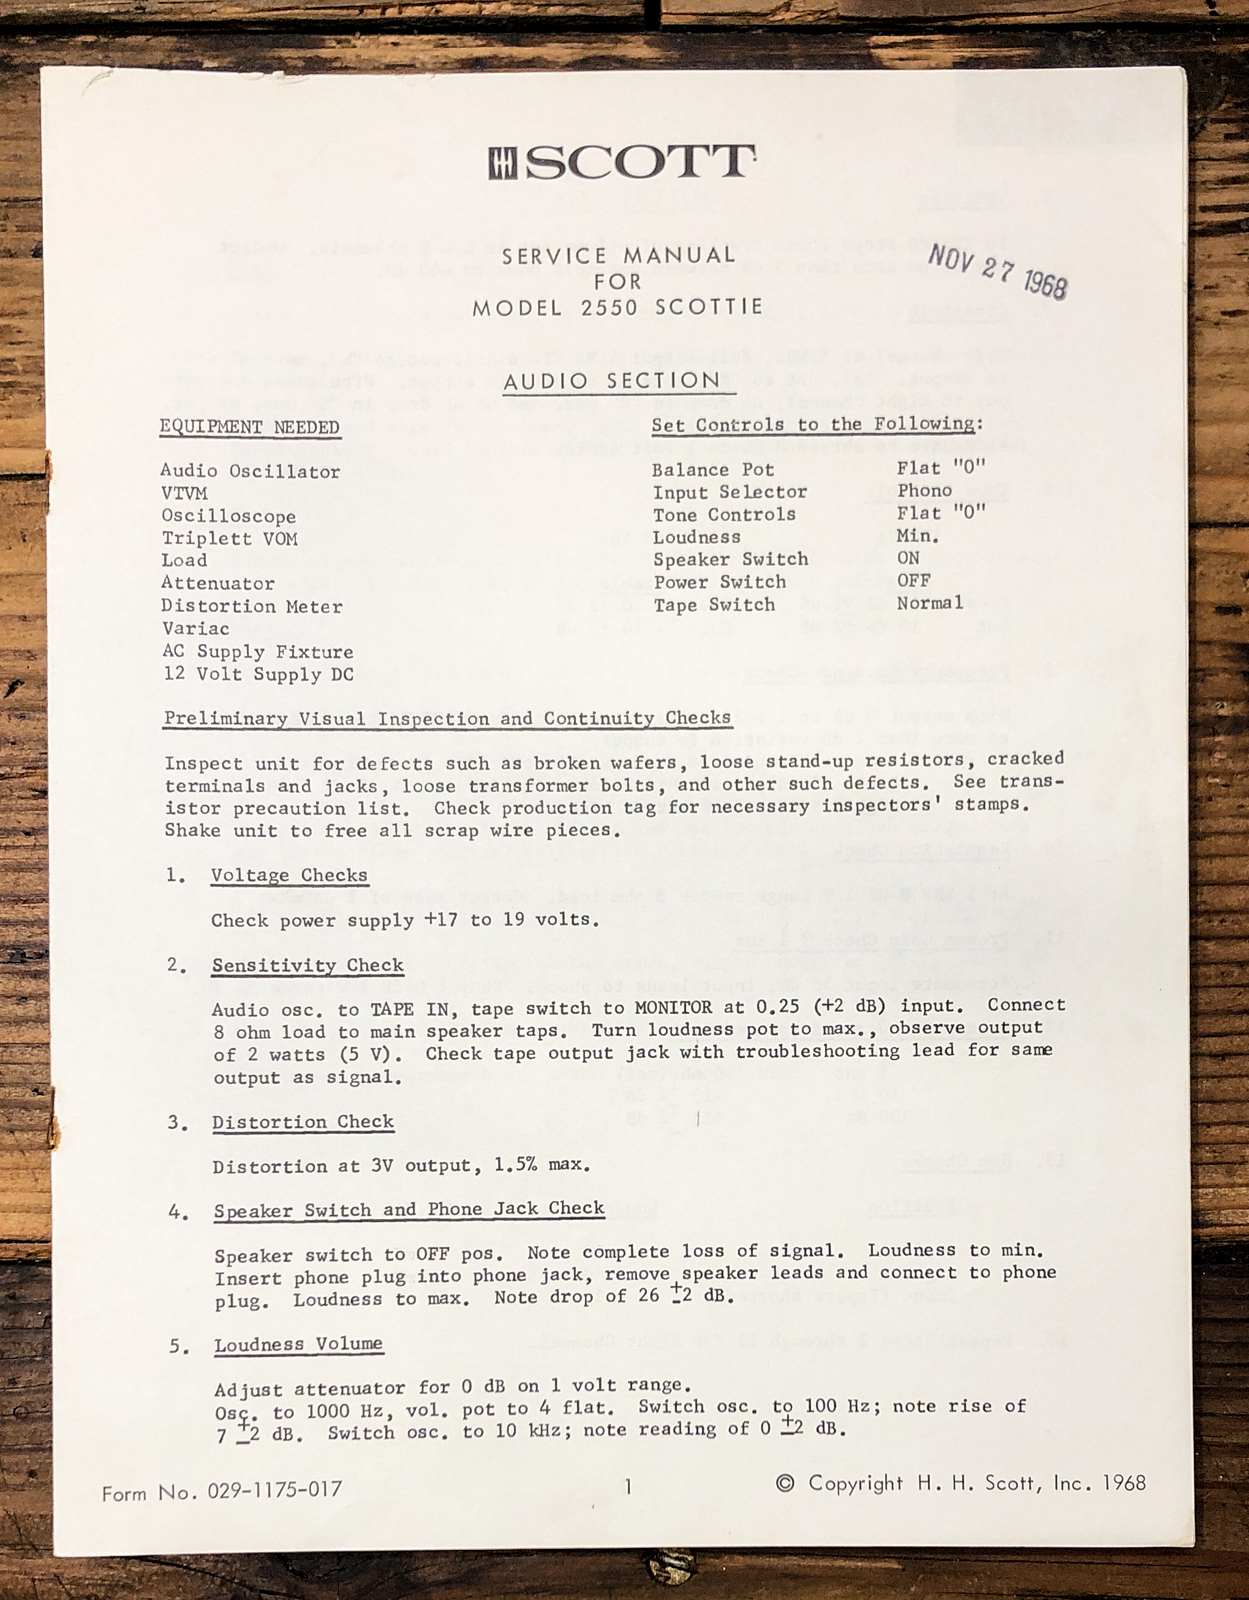 SCOTT
SERVICE MANUAL
FOR
MODEL 2550 SCOTTIE
NOV 27 1968
AUDIO SECTION
EQUIPMENT NEEDED
Audio Oscillator
VTVM
Oscilloscope
Triplett VOM
Load
Attenuator
Distortion Meter
Variac
AC Supply Fixture
12 Volt Supply DC
Set Controls to the Following:
Balance Pot Flat "0"
Input Selector Phono
Tone Controls Flat "0"
Loudness Min.
Speaker Switch ON
Power Switch OFF
Tape Switch Normal
Preliminary Visual Inspection and Continuity Checks
Inspect unit for defects such as broken wafers, loose stand-up resistors, cracked
terminals and jacks, loose transformer bolts, and other such defects. See trans-
istor precaution list. Check production tag for necessary inspectors' stamps.
Shake unit to free all scrap wire pieces.
1. Voltage Checks
Check power supply +17 to 19 volts.
2. Sensitivity Check
Audio osc. to TAPE IN, tape switch to MONITOR at 0.25 (+2 dB) input. Connect
8 ohm load to main speaker taps. Turn loudness pot to max., observe output
of 2 watts (5 V). Check tape output jack with troubleshooting lead for same
output as signal.
3. Distortion Check
Distortion at 3V output, 1.5% max.
4. Speaker Switch and Phone Jack Check
Speaker switch to OFF pos. Note complete loss of signal. Loudness to min.
Insert phone plug into phone jack, remove speaker leads and connect to phone
plug. Loudness to max. Note drop of 26 ±2 dB.
5. Loudness Volume
Adjust attenuator for 0 dB on 1 volt range.
Osc. to 1000 Hz, vol. pot to 4 flat. Switch osc. to 100 Hz; note rise of
7 ±2 dB. Switch osc. to 10 kHz; note reading of 0 ±2 dB.
Form No. 029-1175-017
1
© Copyright H. H. Scott, Inc. 1968